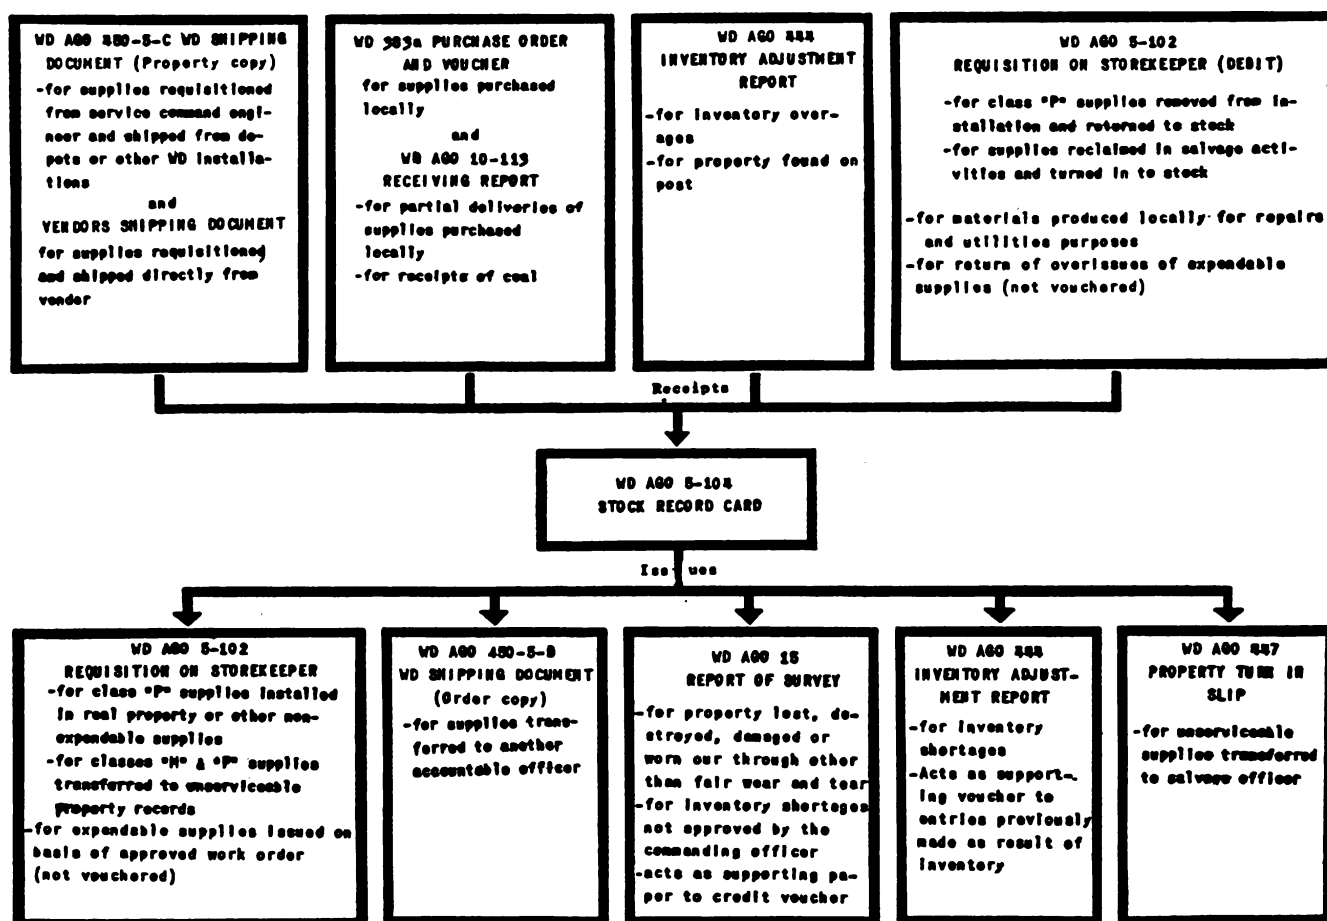 WD AGO 450-5-C WD SHIPPING
DOCUMENT (Property copy)
-for supplies requisitioned
from service command engi-
neer and shipped from de-
pots or other WD installa-
tions
and
VENDORS SHIPPING DOCUMENT
for supplies requisitioned
and shipped directly from
vendor
WD 383a PURCHASE ORDER
AND VOUCHER
for supplies purchased
locally
and
WD AGO 10-113
RECEIVING REPORT
-for partial deliveries of
supplies purchased
locally
-for receipts of coal
WD AGO 444
INVENTORY ADJUSTMENT
REPORT
-for inventory over-
ages
-for property found on
post
WD AGO 5-102
REQUISITION ON STOREKEEPER (DEBIT)
-for class "P" supplies removed from in-
stallation and returned to stock
-for supplies reclaimed in salvage acti-
vities and turned in to stock
-for materials produced locally for repairs
and utilities purposes
-for return of overissues of expendable
supplies (not vouchered)
Receipts
WD AGO 5-104
STOCK RECORD CARD
Issues
WD AGO 5-102
REQUISITION ON STOREKEEPER
-for class "P" supplies installed
in real property or other non-
expendable supplies
-for classes "N" & "P" supplies
transferred to unserviceable
property records
-for expendable supplies issued on
basis of approved work order
(not vouchered)
WD AGO 450-5-B
WD SHIPPING DOCUMENT
(Order copy)
-for supplies trans-
ferred to another
accountable officer
WD AGO 15
REPORT OF SURVEY
-for property lost, de-
stroyed, damaged or
worn our through other
than fair wear and tear
-for inventory shortages
not approved by the
commanding officer
-acts as supporting pa-
per to credit voucher
WD AGO 444
INVENTORY ADJUST-
MENT REPORT
-for inventory
shortages
-Acts as support-
ing voucher to
entries previously
made as result of
inventory
WD AGO 447
PROPERTY TURN IN
SLIP
-for unserviceable
supplies transferred
to salvage officer